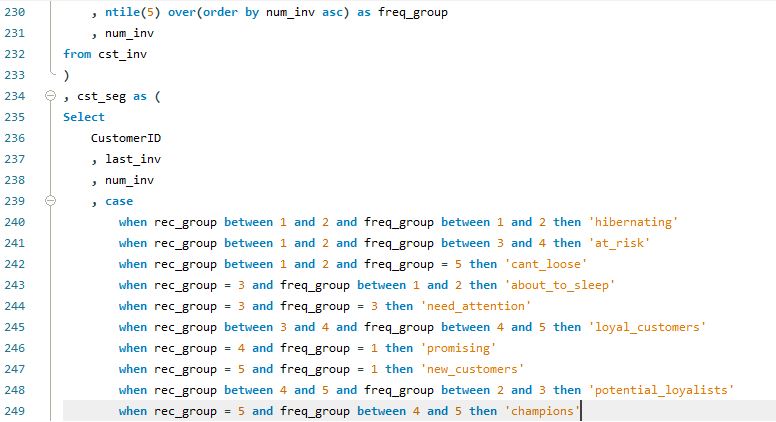 230 , ntile(5) over(order by num_inv asc) as freq_group
231 , num_inv
232 from cst_inv
233 )
234 , cst_seg as (
235 Select
236 CustomerID
237 , last_inv
238 , num_inv
239 , case
240 when rec_group between 1 and 2 and freq_group between 1 and 2 then 'hibernating'
241 when rec_group between 1 and 2 and freq_group between 3 and 4 then 'at_risk'
242 when rec_group between 1 and 2 and freq_group = 5 then 'cant_loose'
243 when rec_group = 3 and freq_group between 1 and 2 then 'about_to_sleep'
244 when rec_group = 3 and freq_group = 3 then 'need_attention'
245 when rec_group between 3 and 4 and freq_group between 4 and 5 then 'loyal_customers'
246 when rec_group = 4 and freq_group = 1 then 'promising'
247 when rec_group = 5 and freq_group = 1 then 'new_customers'
248 when rec_group between 4 and 5 and freq_group between 2 and 3 then 'potential_loyalists'
249 when rec_group = 5 and freq_group between 4 and 5 then 'champions'